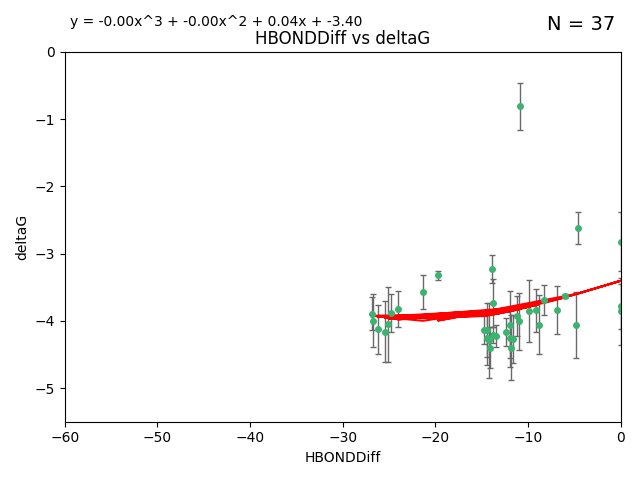 y = -0.00x^3 + -0.00x^2 + 0.04x + -3.40
N = 37
HBONDDiff vs deltaG
0
−1
−2
−3
−4
−5
deltaG
−60 −50 −40 −30 −20 −10 0
HBONDDiff